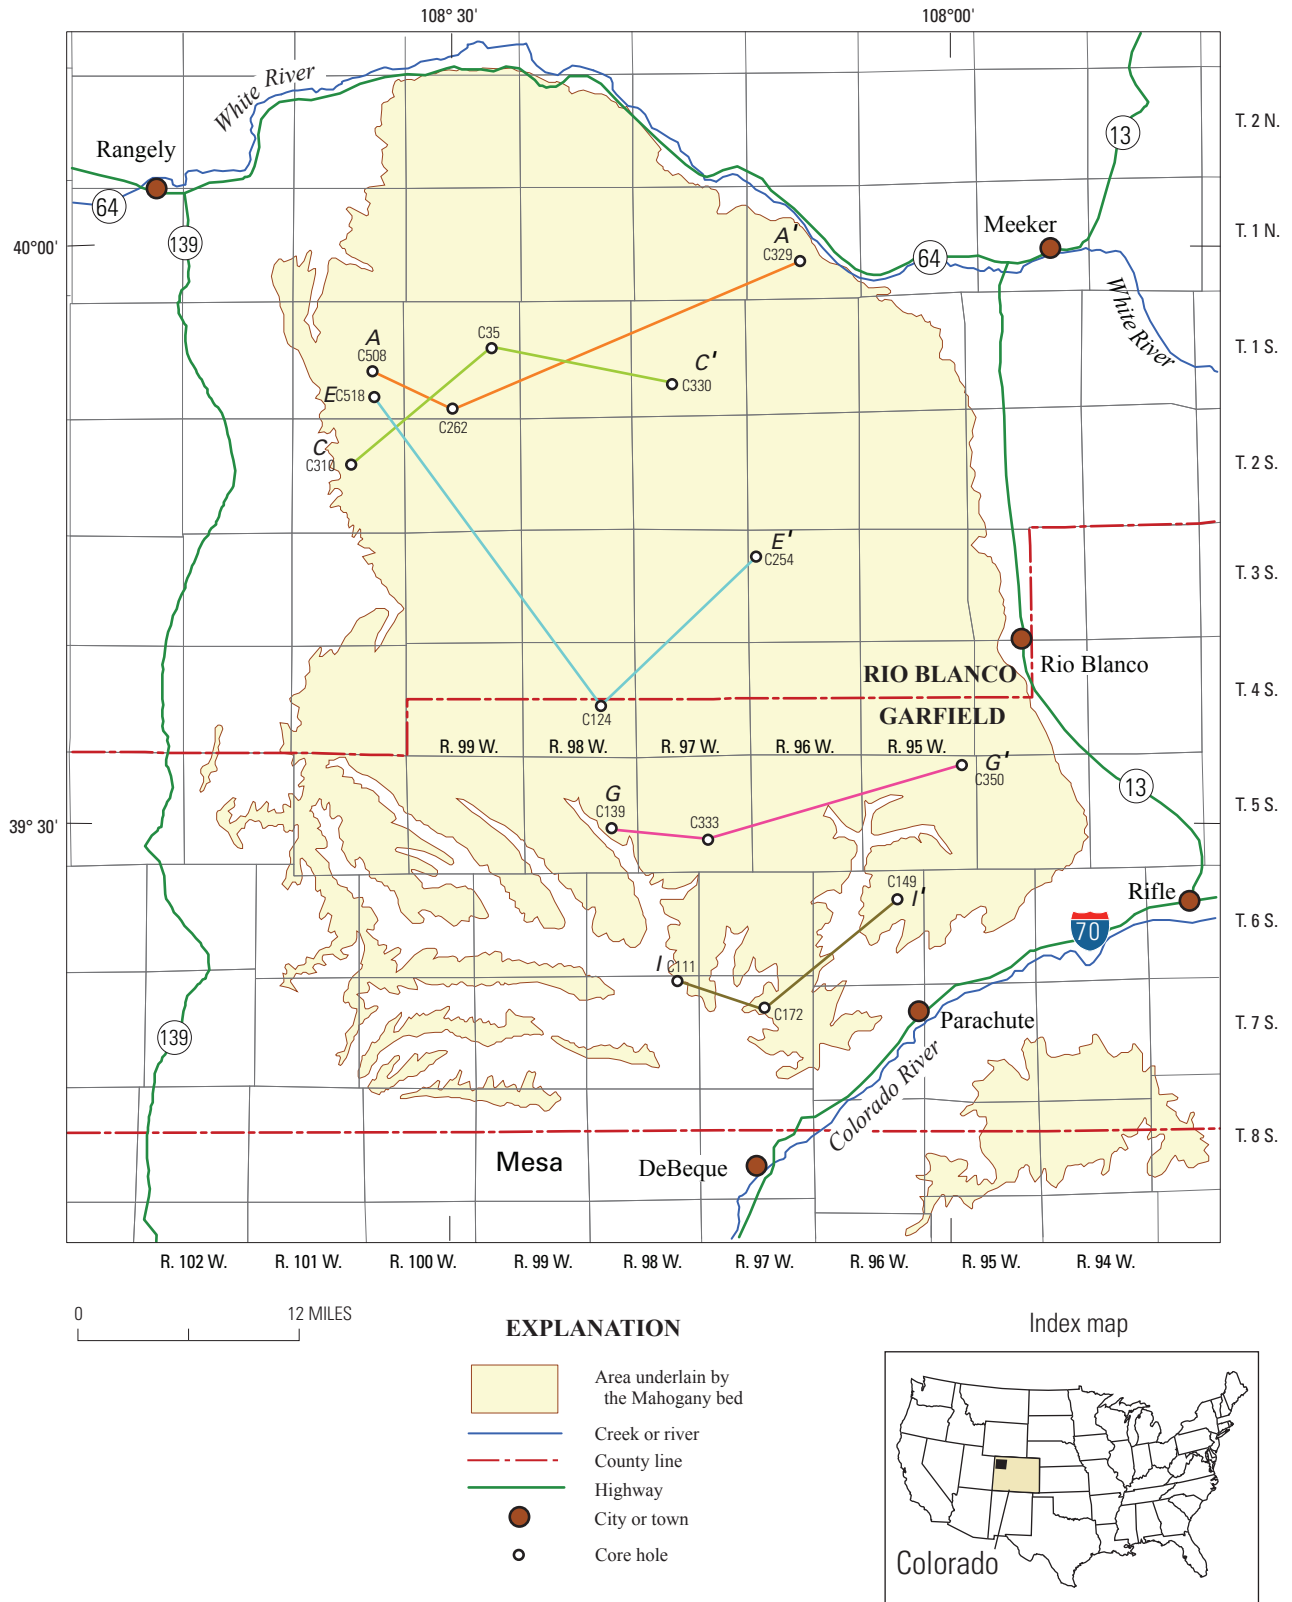 108° 30'
108° 00'
White River
T. 2 N.
13
Rangely
64
Meeker
T. 1 N.
A'
C329
139
40° 00'
64
White River
C35
A
C508
T. 1 S.
C'
C330
E
C518
C262
C
C310
T. 2 S.
E'
C254
T. 3 S.
Rio Blanco
RIO BLANCO
T. 4 S.
C124
GARFIELD
R. 99 W.
R. 98 W.
R. 97 W.
R. 96 W.
R. 95 W.
G'
C350
13
G
C139
C333
T. 5 S.
39° 30'
C149
I'
Rifle
T. 6 S.
70
I
C111
C172
Parachute
T. 7 S.
139
Colorado River
T. 8 S.
Mesa
DeBeque
R. 102 W.
R. 101 W.
R. 100 W.
R. 99 W.
R. 98 W.
R. 97 W.
R. 96 W.
R. 95 W.
R. 94 W.
0
12 MILES
EXPLANATION
Area underlain by
the Mahogany bed
Creek or river
County line
Highway
City or town
Core hole
Index map
Colorado